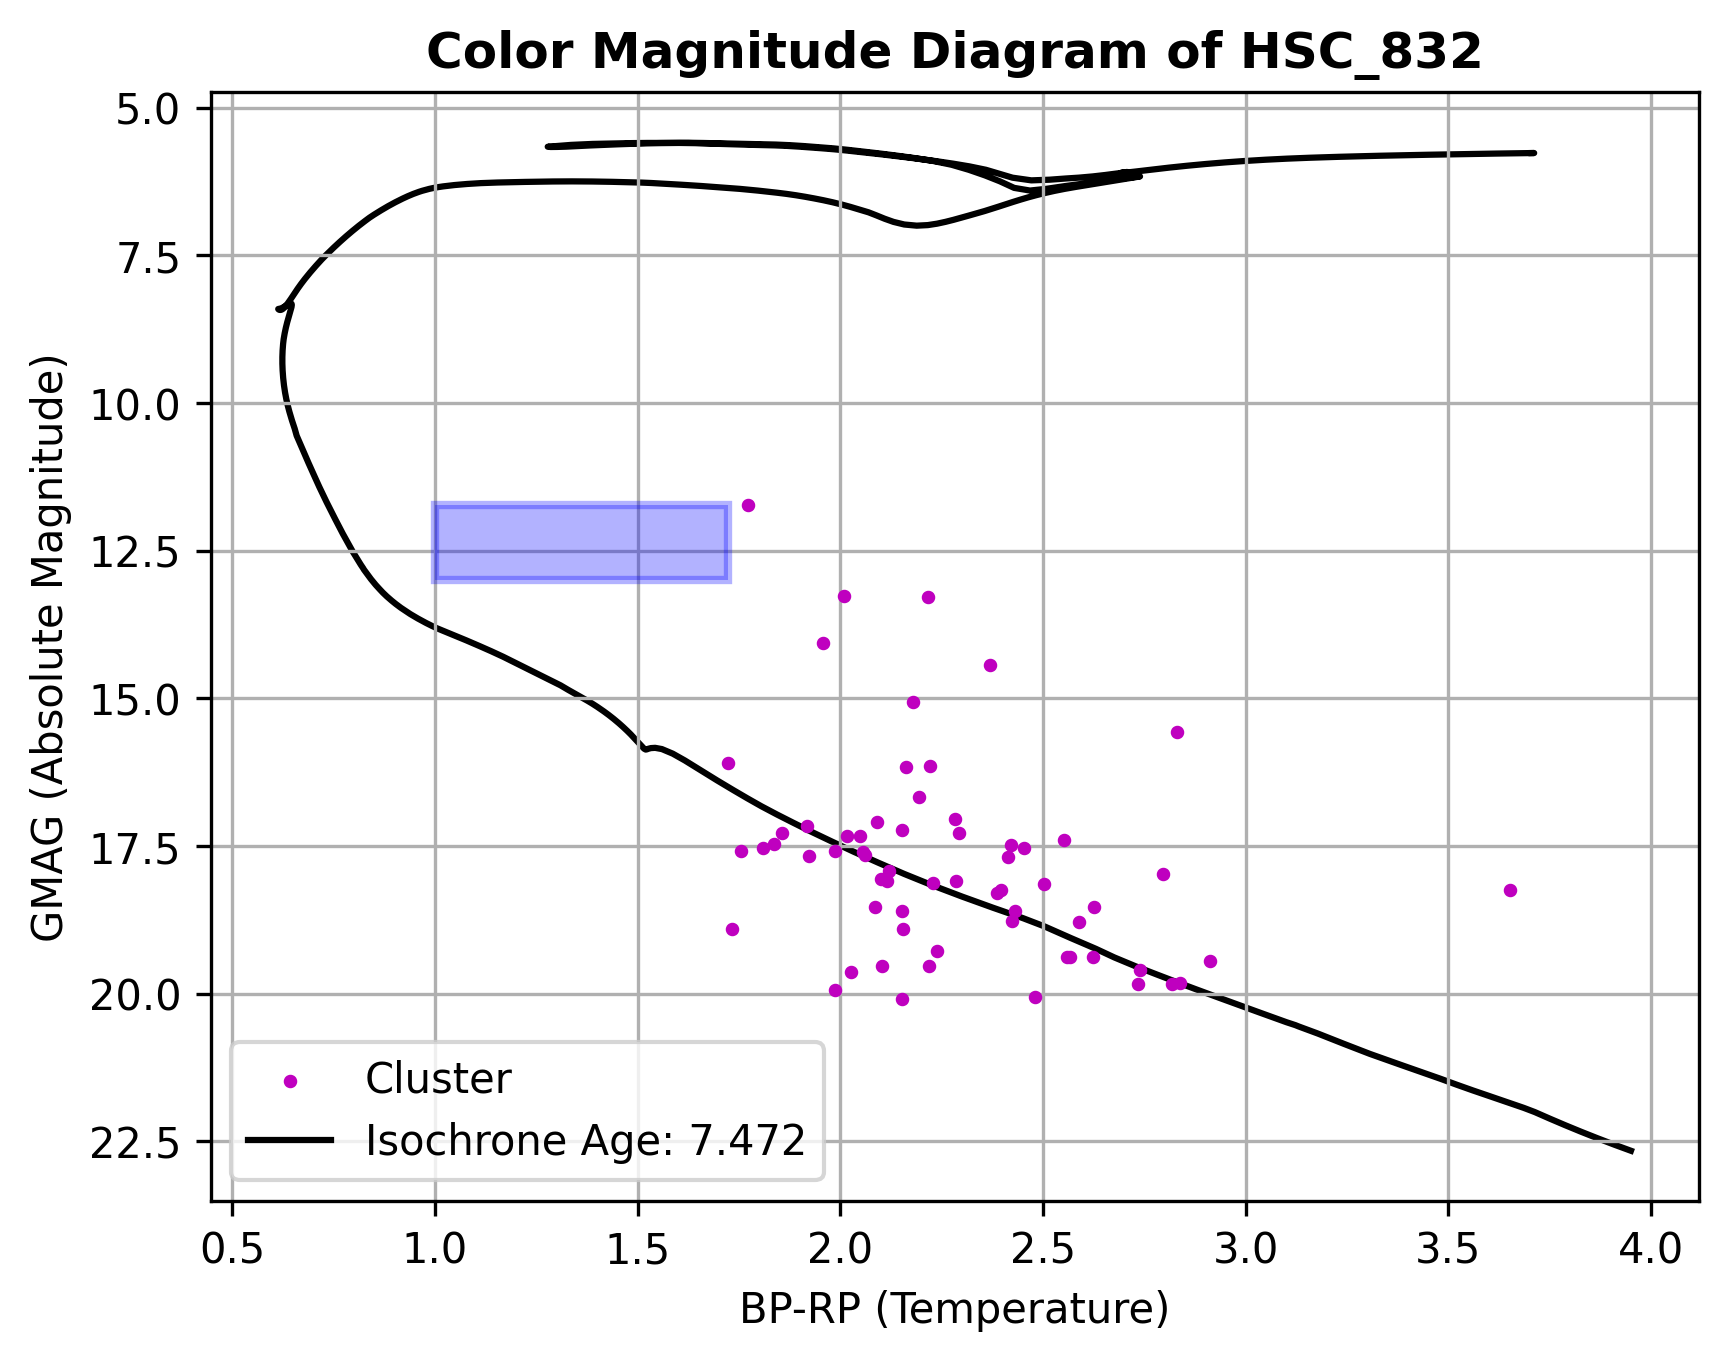 Color Magnitude Diagram of HSC_832
GMAG (Absolute Magnitude)
5.0
7.5
10.0
12.5
15.0
17.5
20.0
22.5
Cluster
Isochrone Age: 7.472
0.5 1.0 1.5 2.0 2.5 3.0 3.5 4.0
BP-RP (Temperature)